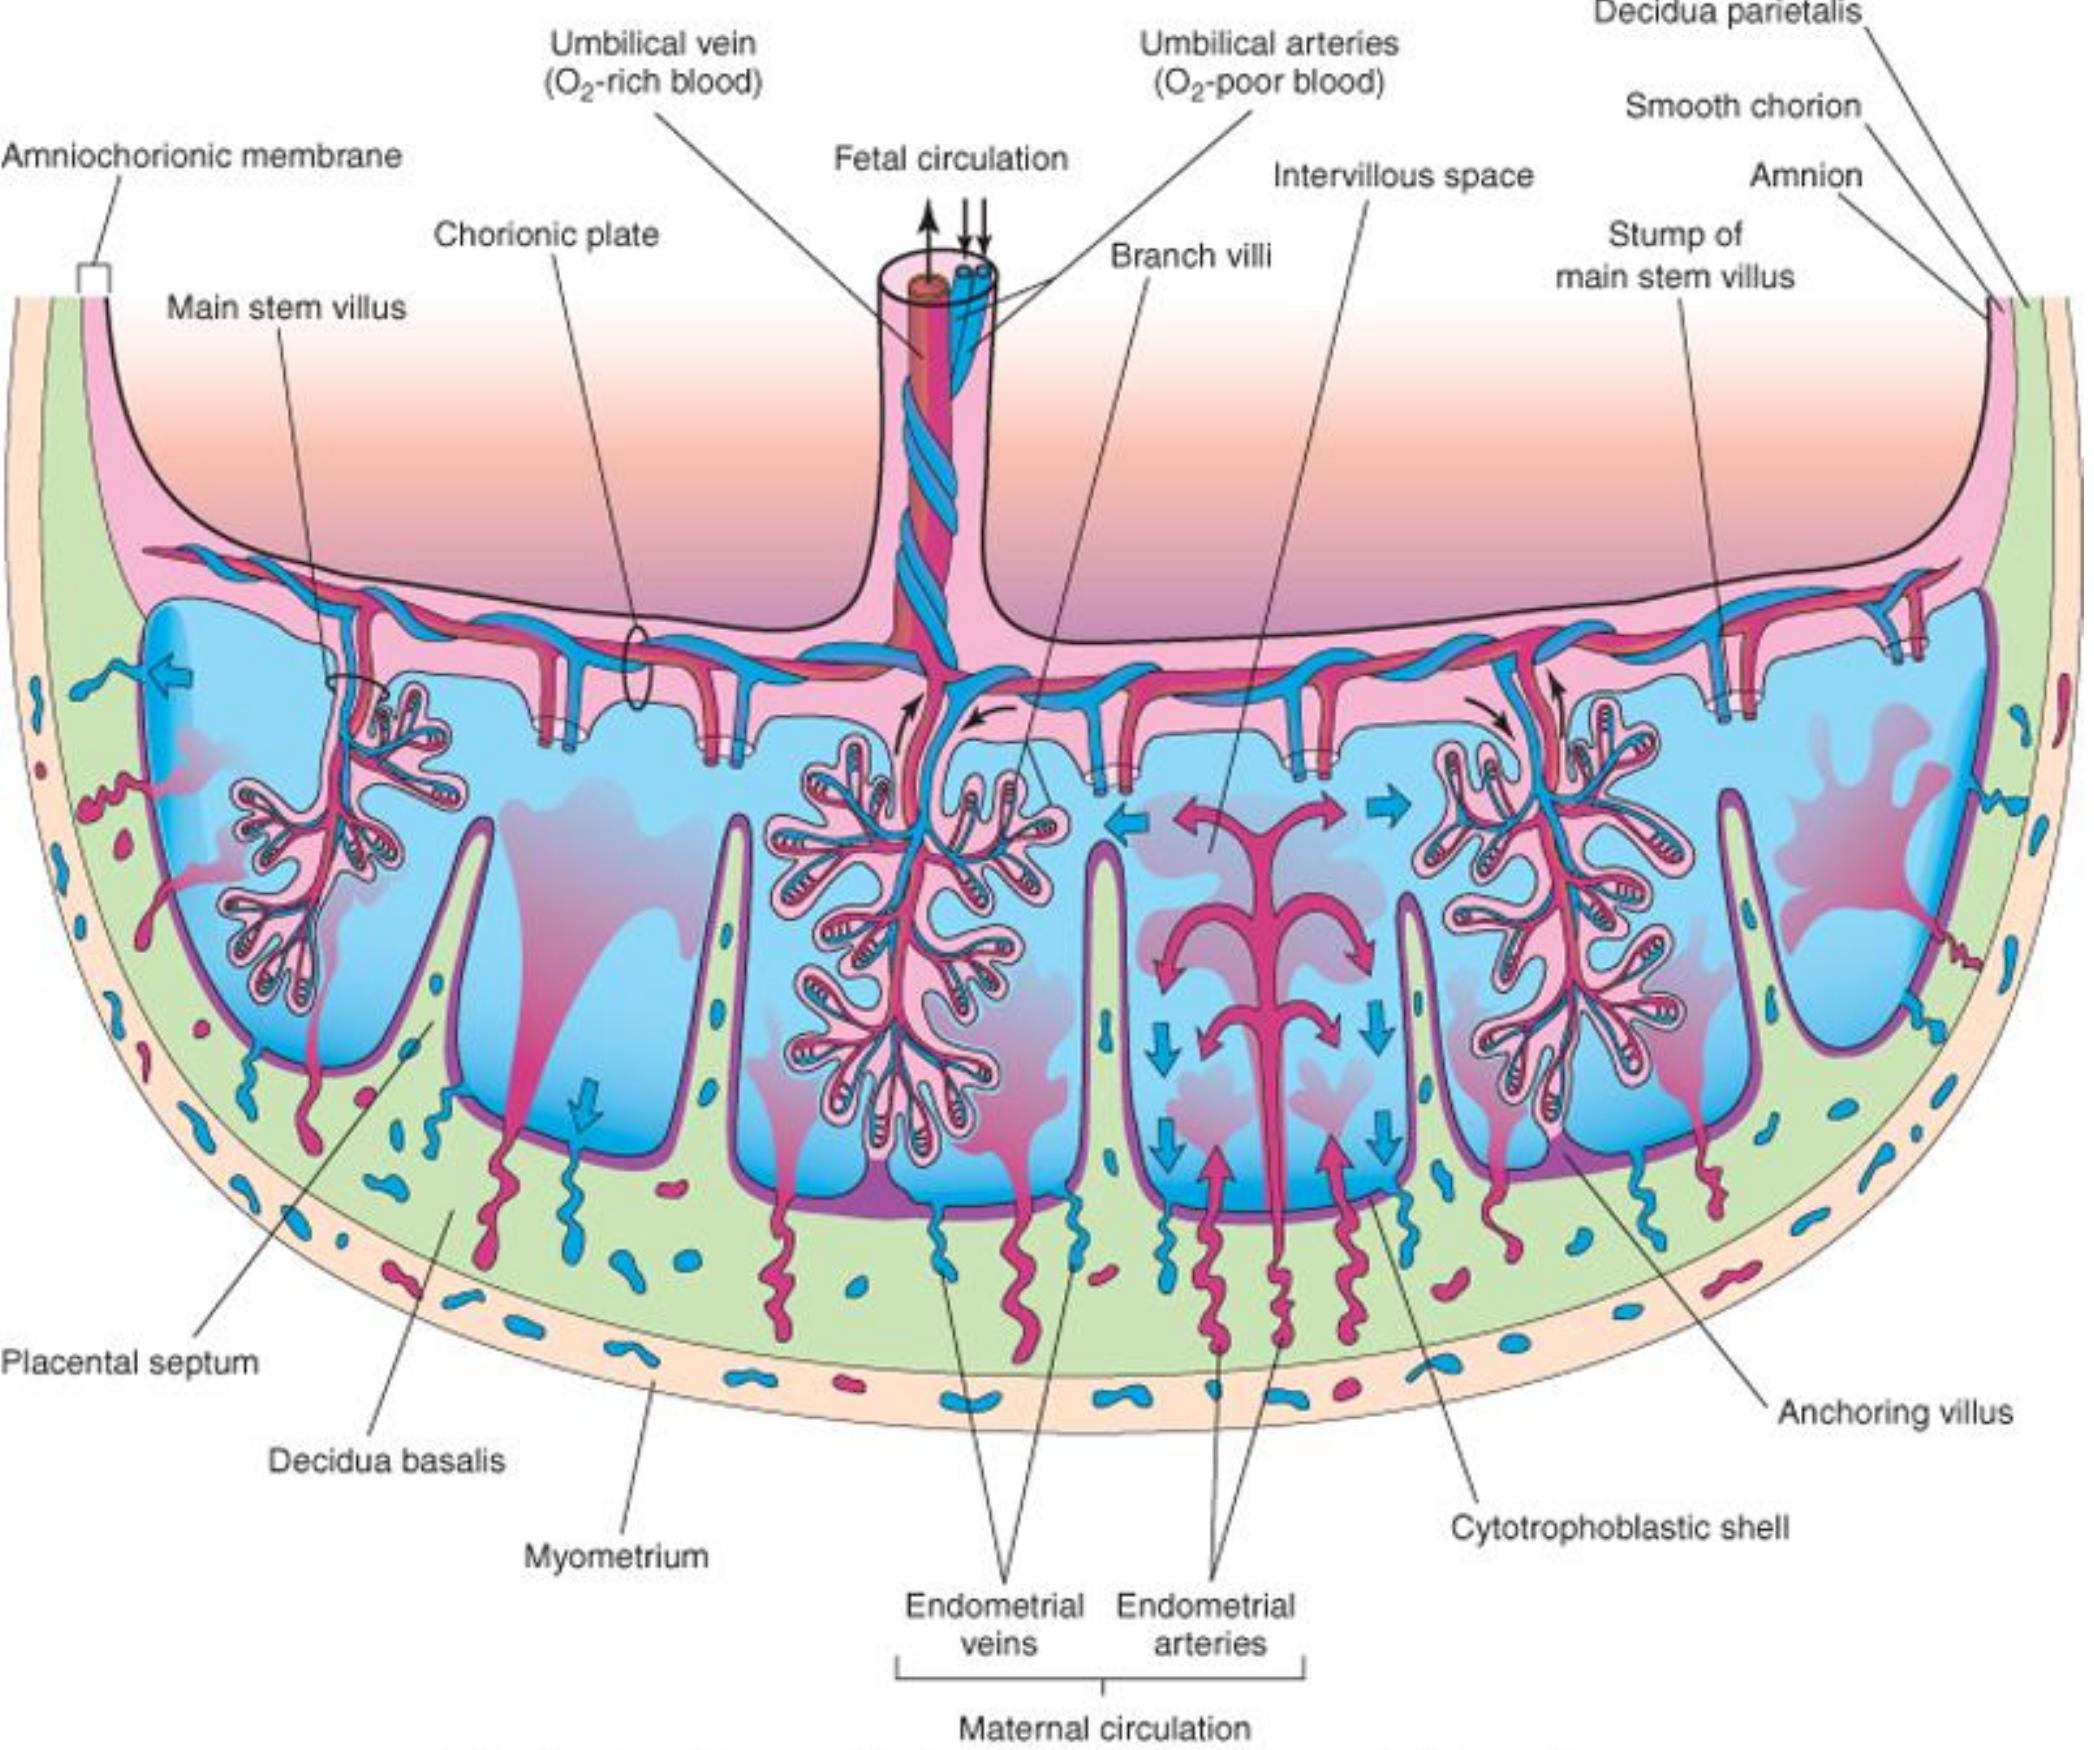 Decidua parietalis
Umbilical vein
(O₂-rich blood)
Umbilical arteries
(O₂-poor blood)
Smooth chorion
Amniochorionic membrane
Fetal circulation
Intervillous space
Amnion
Chorionic plate
Branch villi
Stump of
main stem villus
Main stem villus
Placental septum
Decidua basalis
Myometrium
Anchoring villus
Cytotrophoblastic shell
Endometrial
veins
Endometrial
arteries
Maternal circulation